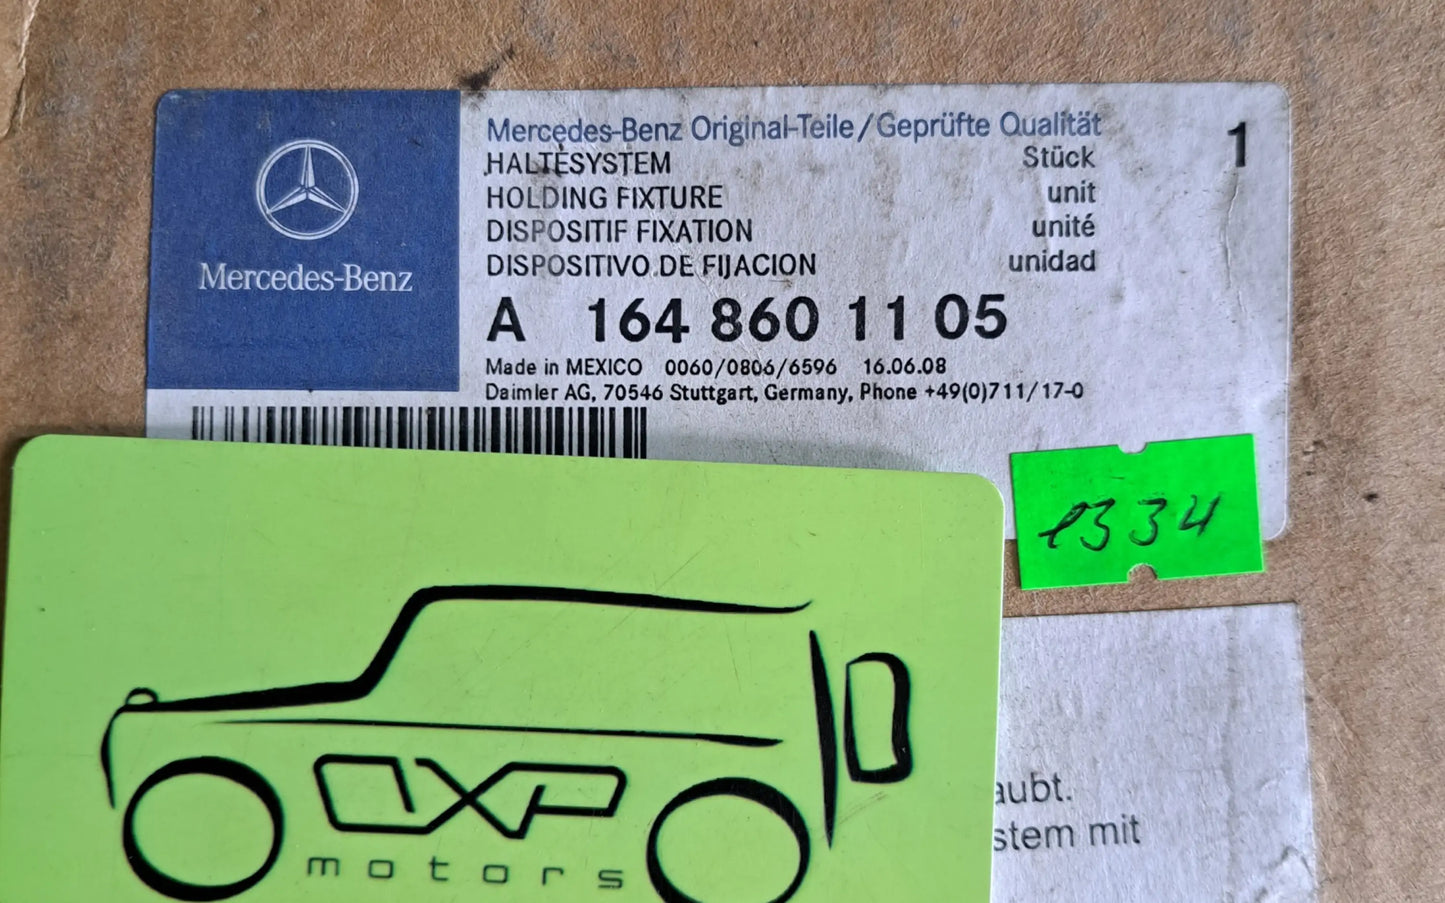 Mercedes-Benz
Mercedes-Benz Original-Teile/Geprüfte Qualität
HALTESYSTEM Stück 1
HOLDING FIXTURE unit
DISPOSITIF FIXATION unité
DISPOSITIVO DE FIJACION unidad
A 164 860 11 05
Made in MEXICO 0060/0806/6596 16.06.08
Daimler AG, 70546 Stuttgart, Germany, Phone +49(0)711/17-0
motors
aubt.
stem mit